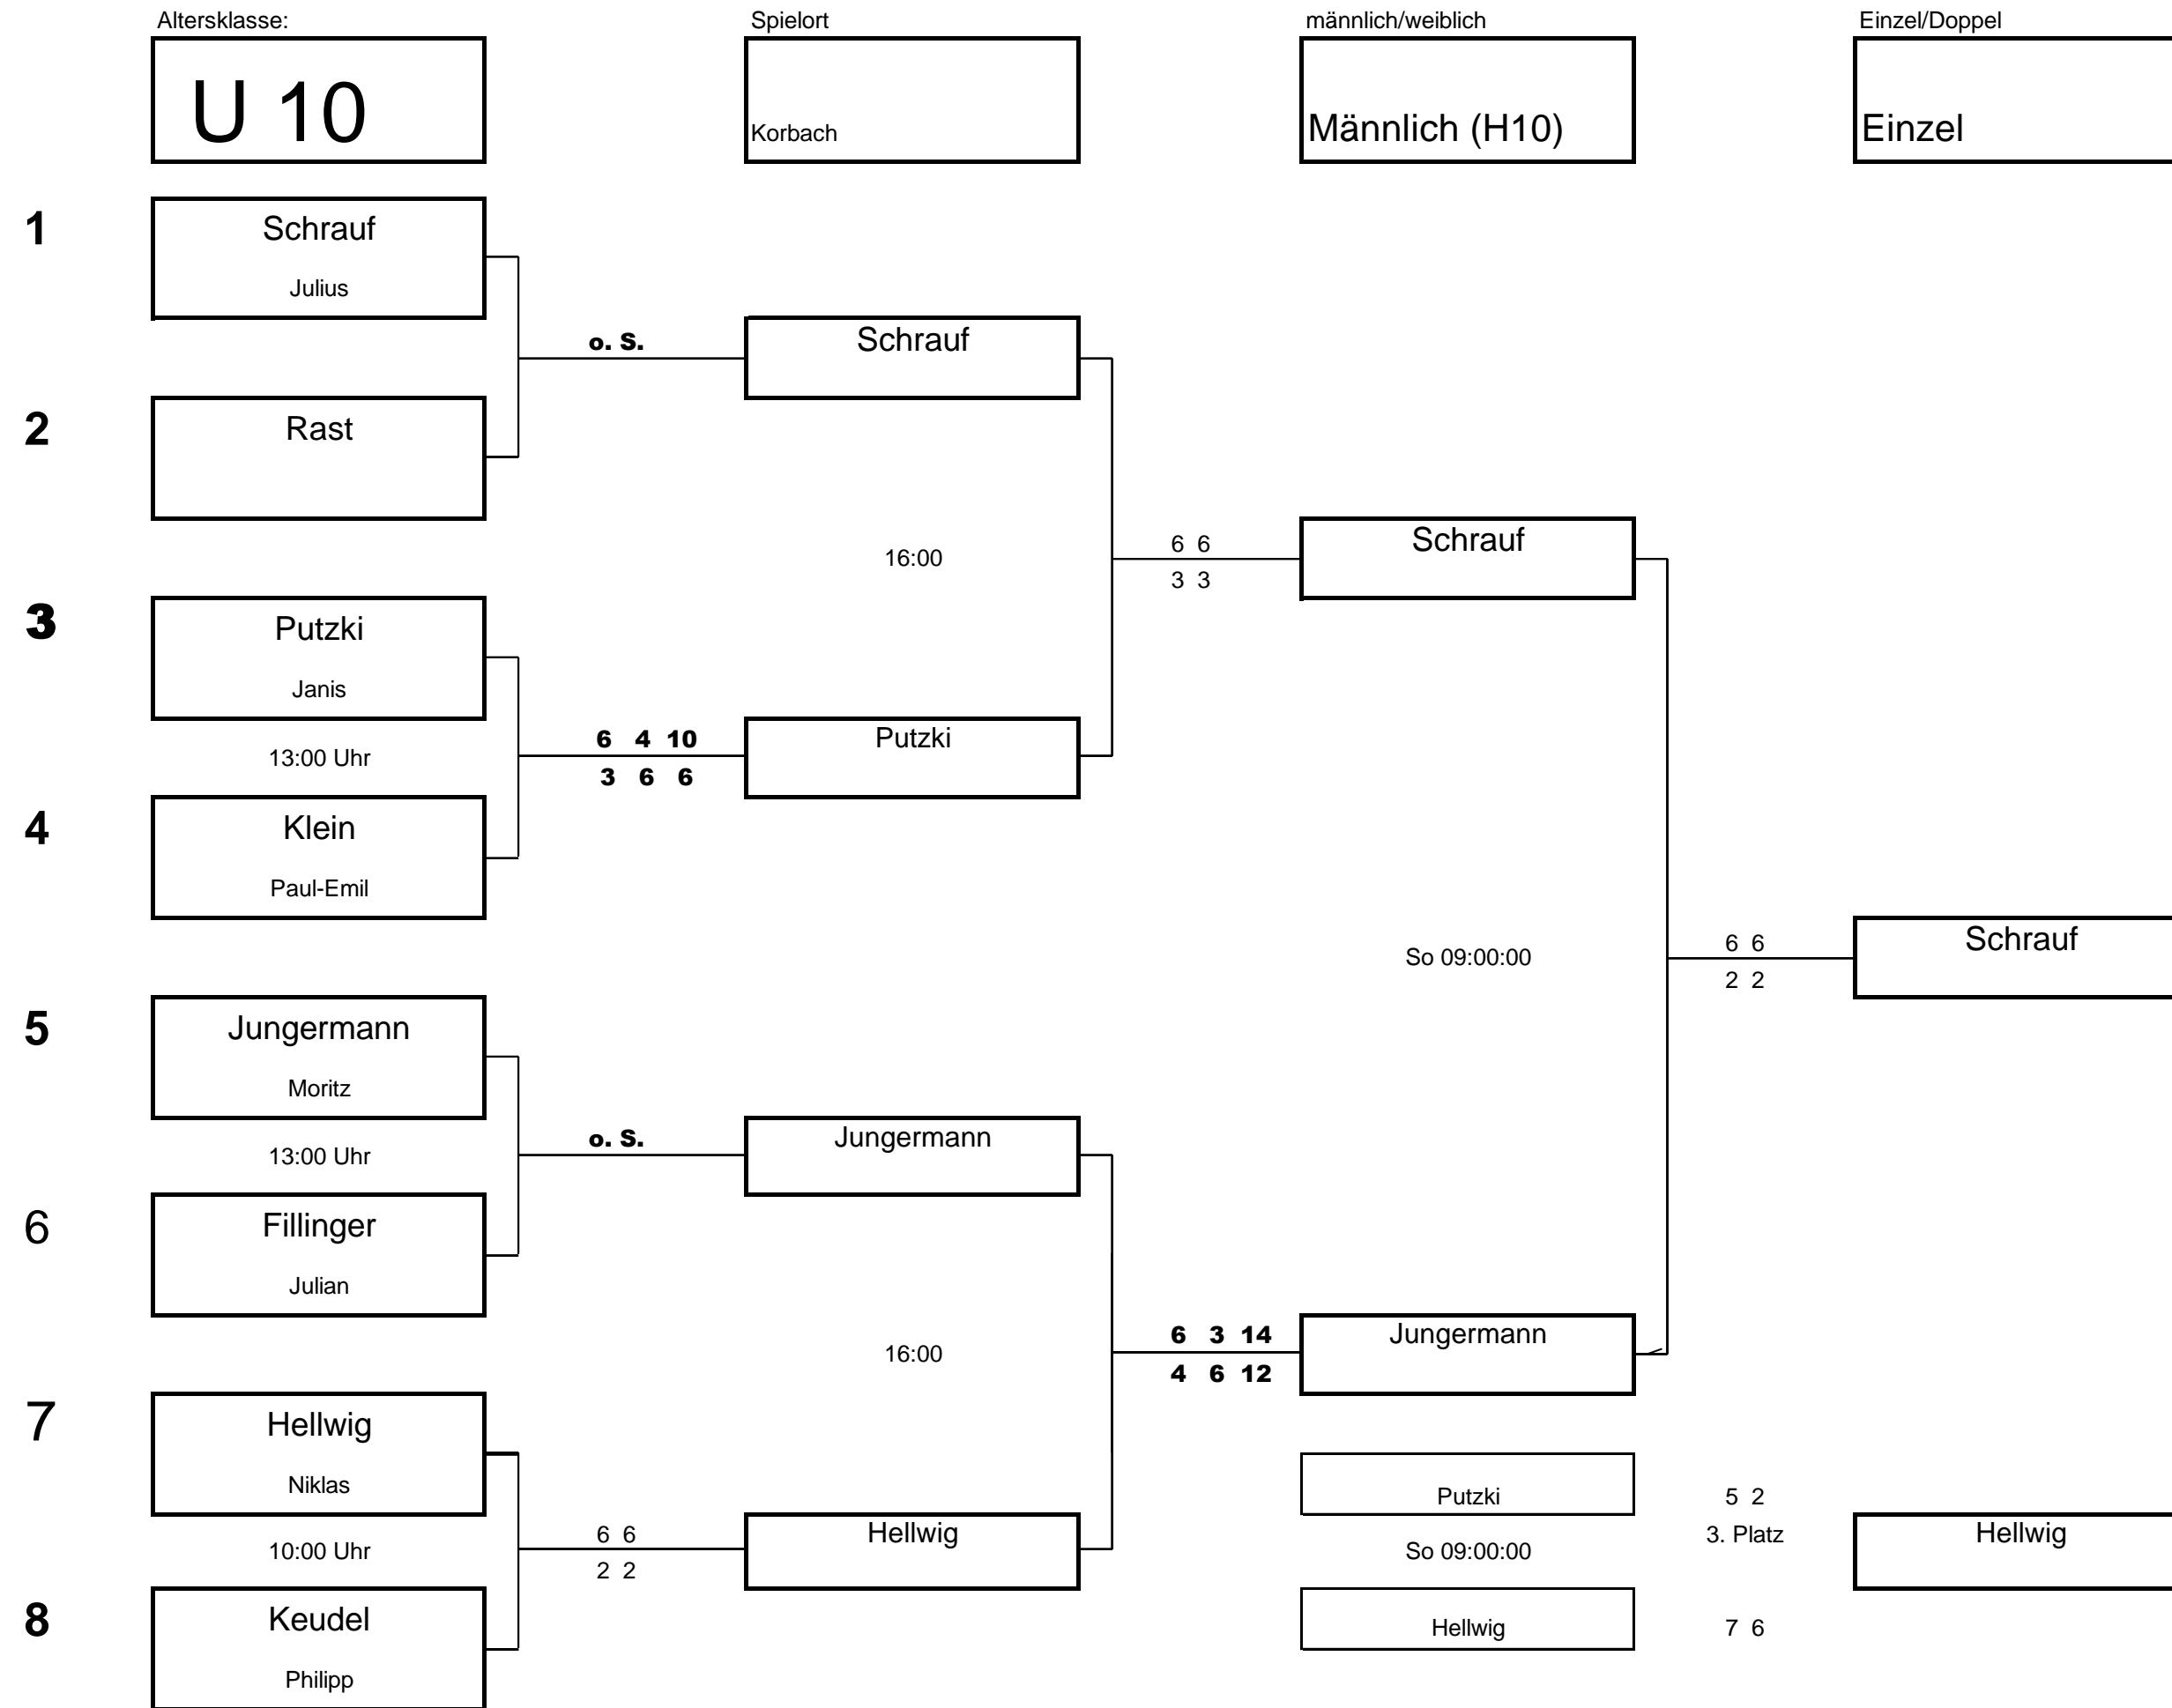 Altersklasse: Spielort männlich/weiblich Einzel/Doppel
U 10 Korbach Männlich (H10) Einzel
1 Schrauf
Julius
o. S. Schrauf
2 Rast
16:00 6 6 Schrauf
3 3
3 Putzki
Janis
6 4 10 Putzki
13:00 Uhr
3 6 6
4 Klein
Paul-Emil
So 09:00:00 6 6 Schrauf
2 2
5 Jungermann
Moritz
13:00 Uhr o. S. Jungermann
6 Fillinger
Julian
16:00 6 3 14 Jungermann
4 6 12
7 Hellwig
Niklas Putzki 5 2
6 6 Hellwig 3. Platz Hellwig
10:00 Uhr So 09:00:00
2 2
8 Keudel Hellwig 7 6
Philipp